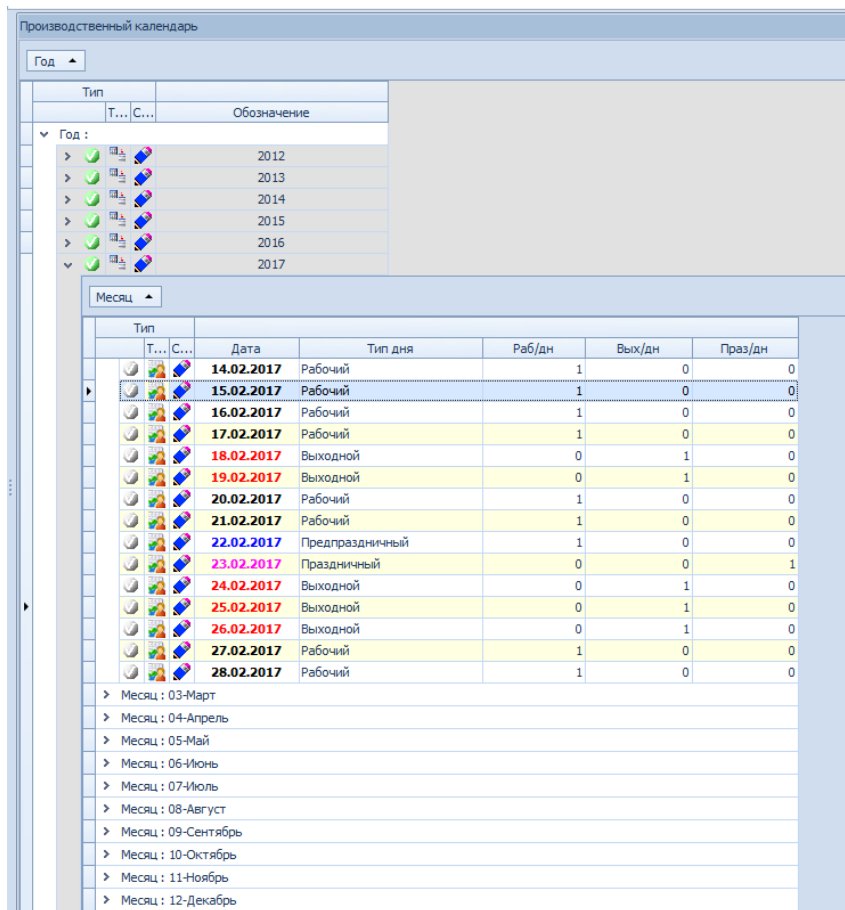 Производственный календарь
Год
Тип
Т... С... Обозначение
Год :
2012
2013
2014
2015
2016
2017
Месяц
Тип
Т... С... Дата Тип дня Раб/дн Вых/дн Праз/дн
14.02.2017 Рабочий 1 0 0
15.02.2017 Рабочий 1 0 0
16.02.2017 Рабочий 1 0 0
17.02.2017 Рабочий 1 0 0
18.02.2017 Выходной 0 1 0
19.02.2017 Выходной 0 1 0
20.02.2017 Рабочий 1 0 0
21.02.2017 Рабочий 1 0 0
22.02.2017 Предпраздничный 1 0 0
23.02.2017 Праздничный 0 0 1
24.02.2017 Выходной 0 1 0
25.02.2017 Выходной 0 1 0
26.02.2017 Выходной 0 1 0
27.02.2017 Рабочий 1 0 0
28.02.2017 Рабочий 1 0 0
Месяц : 03-Март
Месяц : 04-Апрель
Месяц : 05-Май
Месяц : 06-Июнь
Месяц : 07-Июль
Месяц : 08-Август
Месяц : 09-Сентябрь
Месяц : 10-Октябрь
Месяц : 11-Ноябрь
Месяц : 12-Декабрь